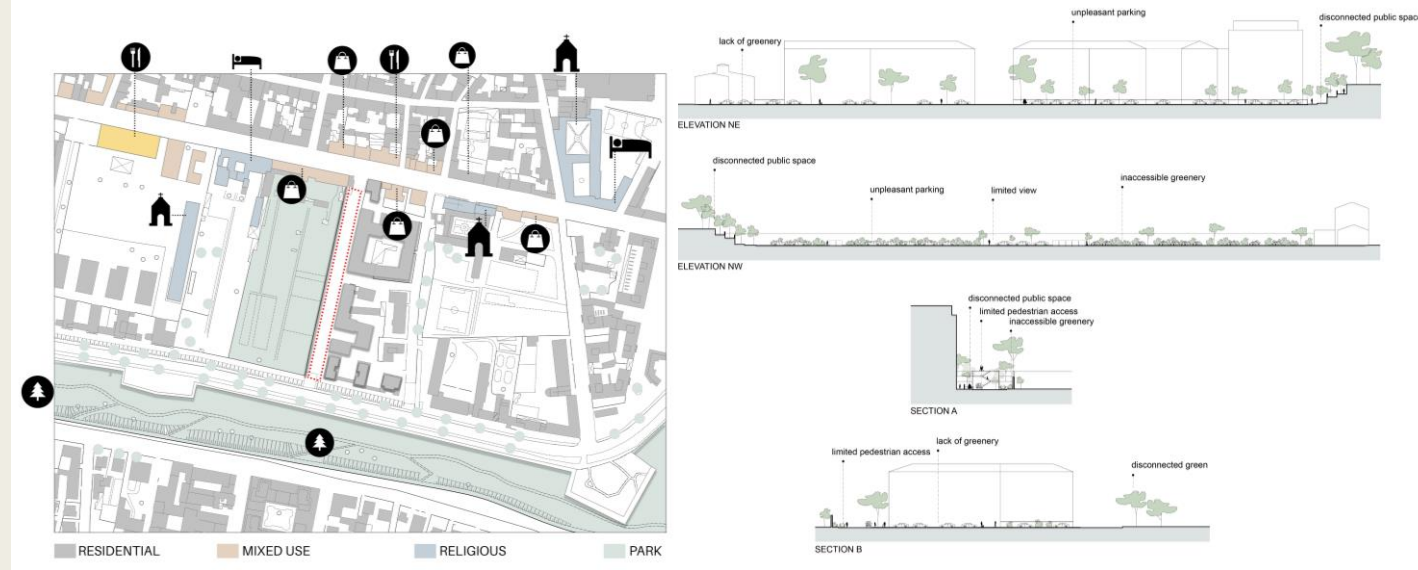 RESIDENTIAL
MIXED USE
RELIGIOUS
PARK
unpleasant parking
disconnected public spac
lack of greenery
ELEVATION NE
disconnected public space
unpleasant parking
limited view
inaccessible greenery
ELEVATION NW
disconnected public space
limited pedestrian access
inaccessible greenery
SECTION A
lack of greenery
limited pedestrian access
disconnected green
SECTION B